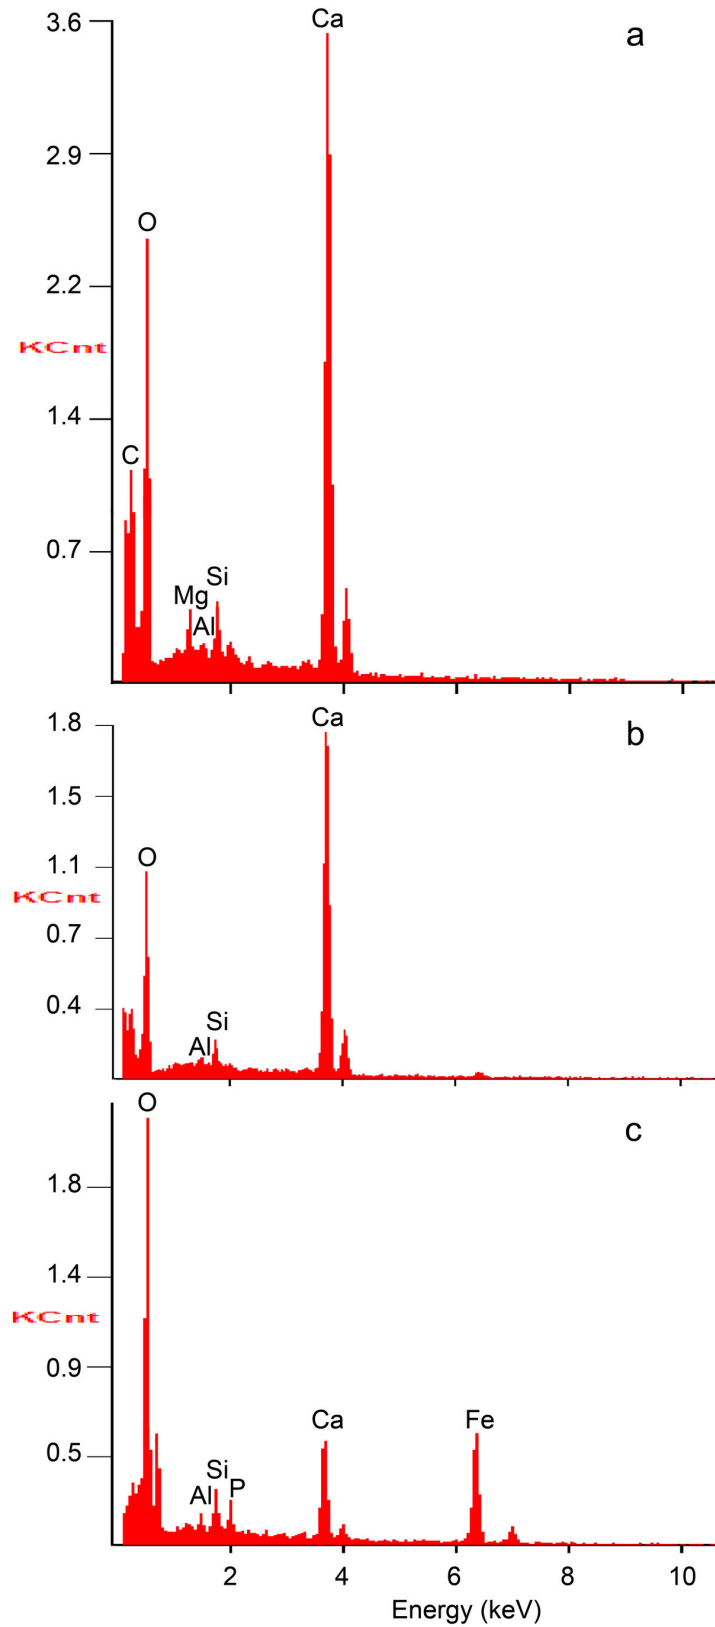 3.6
Ca
a
2.9
O
2.2
KCnt
1.4
C
0.7
Si
Mg
Al
1.8
Ca
b
1.5
1.1
O
KCnt
0.7
0.4
Si
Al
O
c
1.8
1.4
KCnt
0.9
Ca
Fe
0.5
Si
P
Al
2 4 6 8 10
Energy (keV)